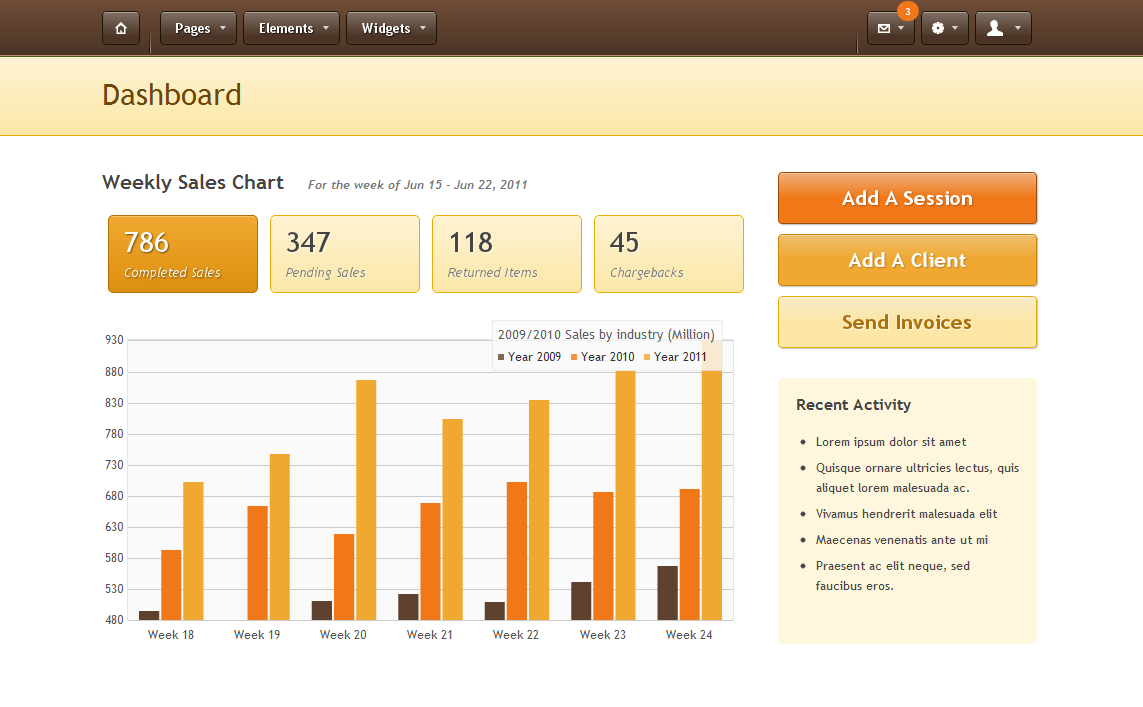 Pages Elements Widgets 3
Dashboard
Weekly Sales Chart For the week of Jun 15 - Jun 22, 2011
786 347 118 45
Completed Sales Pending Sales Returned Items Chargebacks
2009/2010 Sales by industry (Million)
Year 2009 Year 2010 Year 2011
930
880
830
780
730
680
630
580
530
480
Week 18 Week 19 Week 20 Week 21 Week 22 Week 23 Week 24
Add A Session
Add A Client
Send Invoices
Recent Activity
Lorem ipsum dolor sit amet
Quisque ornare ultricies lectus, quis
aliquet lorem malesuada ac.
Vivamus hendrerit malesuada elit
Maecenas venenatis ante ut mi
Praesent ac elit neque, sed
faucibus eros.